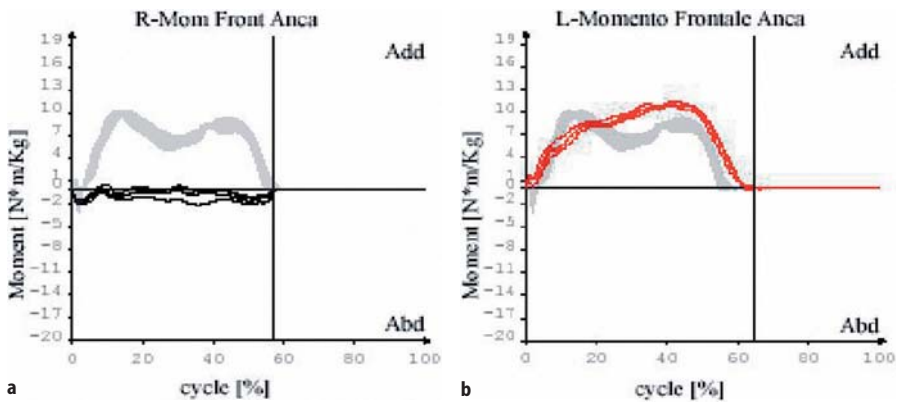 R-Mom Front Anca
19
16
13
10
7
4
1
0
-2
-5
-8
-11
-14
-17
-20
Moment [N*m/Kg]
Add
Abd
0 20 40 60 80 100
cycle [%]
a
L-Momento Frontale Anca
19
16
13
10
7
4
1
0
-2
-5
-8
-11
-14
-17
-20
Moment [N*m/Kg]
Add
Abd
0 20 40 60 80 100
cycle [%]
b